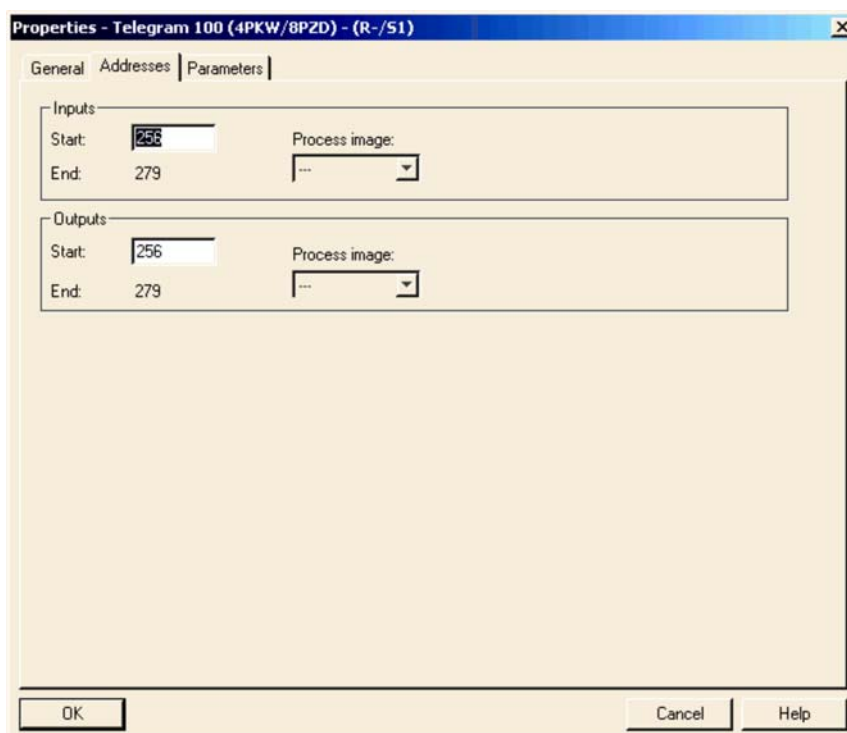 Properties - Telegram 100 (4PKW/8PZD) - (R-/S1)
General Addresses Parameters
Inputs
Start: 256 Process image:
End: 279 ---
Outputs
Start: 256 Process image:
End: 279 ---
OK Cancel Help